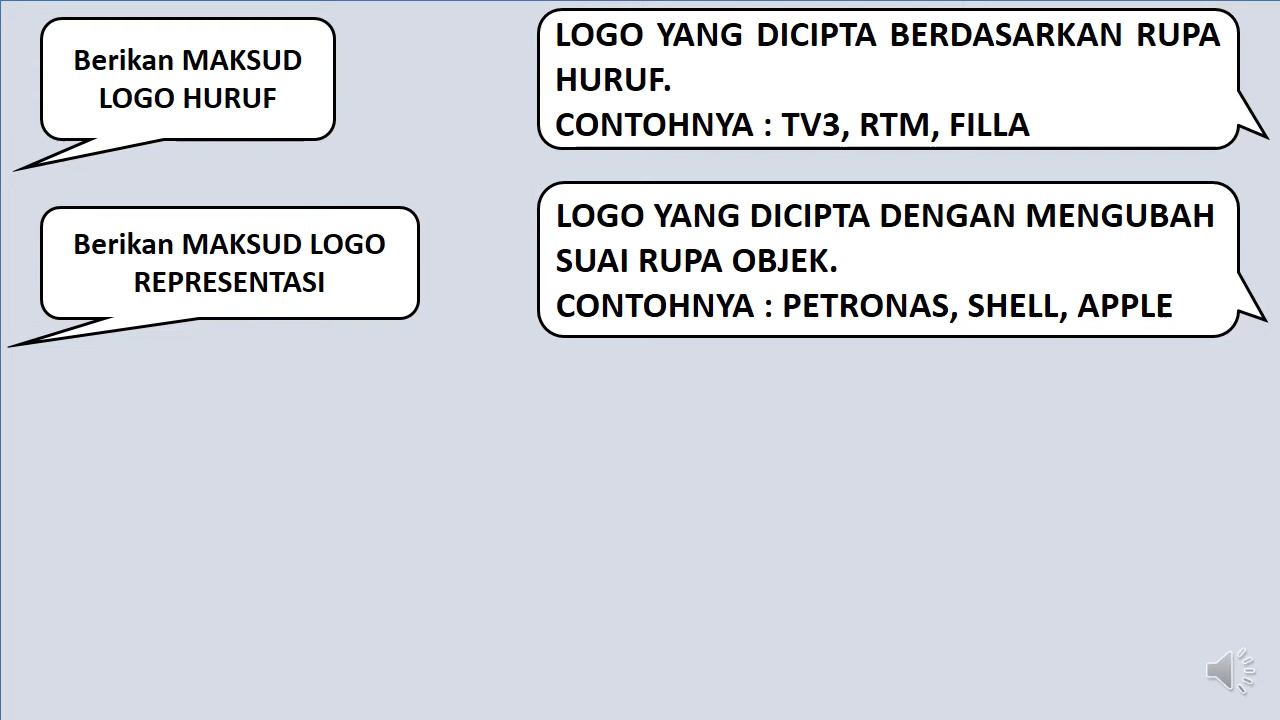 Berikan MAKSUD
LOGO HURUF
LOGO YANG DICIPTA BERDASARKAN RUPA
HURUF.
CONTOHNYA : TV3, RTM, FILLA
Berikan MAKSUD LOGO
REPRESENTASI
LOGO YANG DICIPTA DENGAN MENGUBAH
SUAI RUPA OBJEK.
CONTOHNYA : PETRONAS, SHELL, APPLE